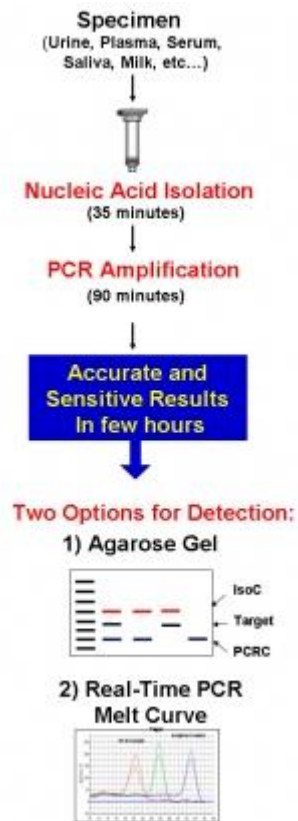 Specimen
(Urine, Plasma, Serum,
Saliva, Milk, etc...)
Nucleic Acid Isolation
(35 minutes)
PCR Amplification
(90 minutes)
Accurate and
Sensitive Results
In few hours
Two Options for Detection:
1) Agarose Gel
IsoC
Target
PCRC
2) Real-Time PCR
Melt Curve